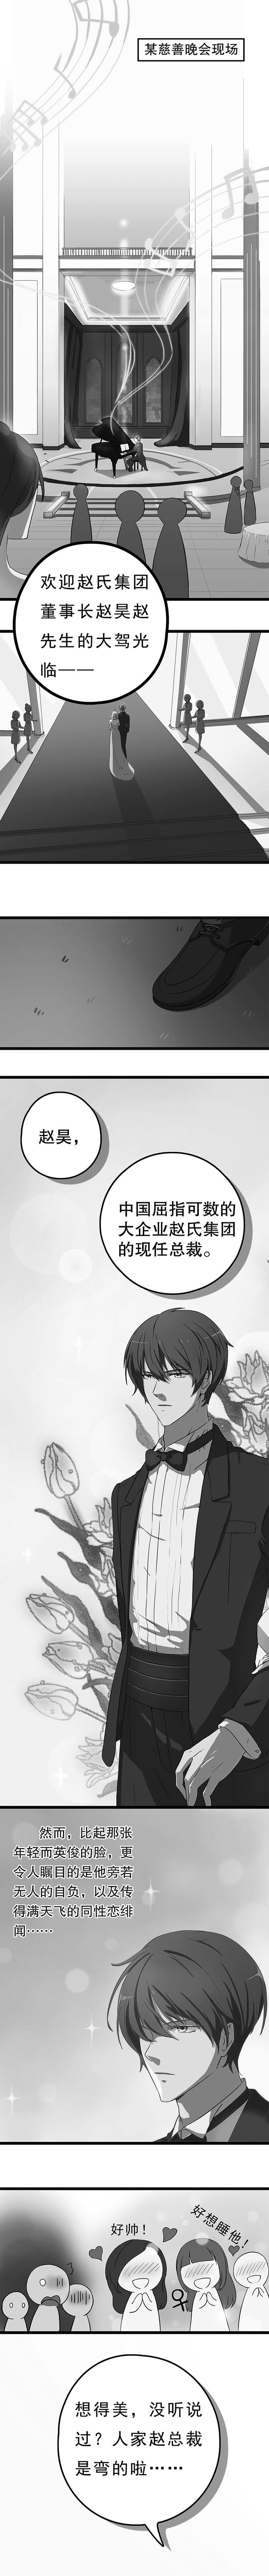 某慈善晚会现场
欢迎赵氏集团
董事长赵昊赵
先生的大驾光
临——
赵昊，
中国屈指可数的
大企业赵氏集团
的现任总裁。
然而，比起那张
年轻而英俊的脸，更
令人瞩目的是他旁若
无人的自负，以及传
得满天飞的同性恋绯
闻……
好帅！
好想睡他！
想得美，没听说
过？人家赵总裁
是弯的啦……